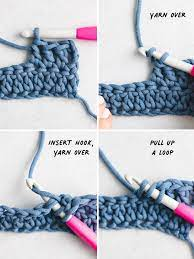 YARN OVER
INSERT HOOK,
YARN OVER
PULL UP
A LOOP